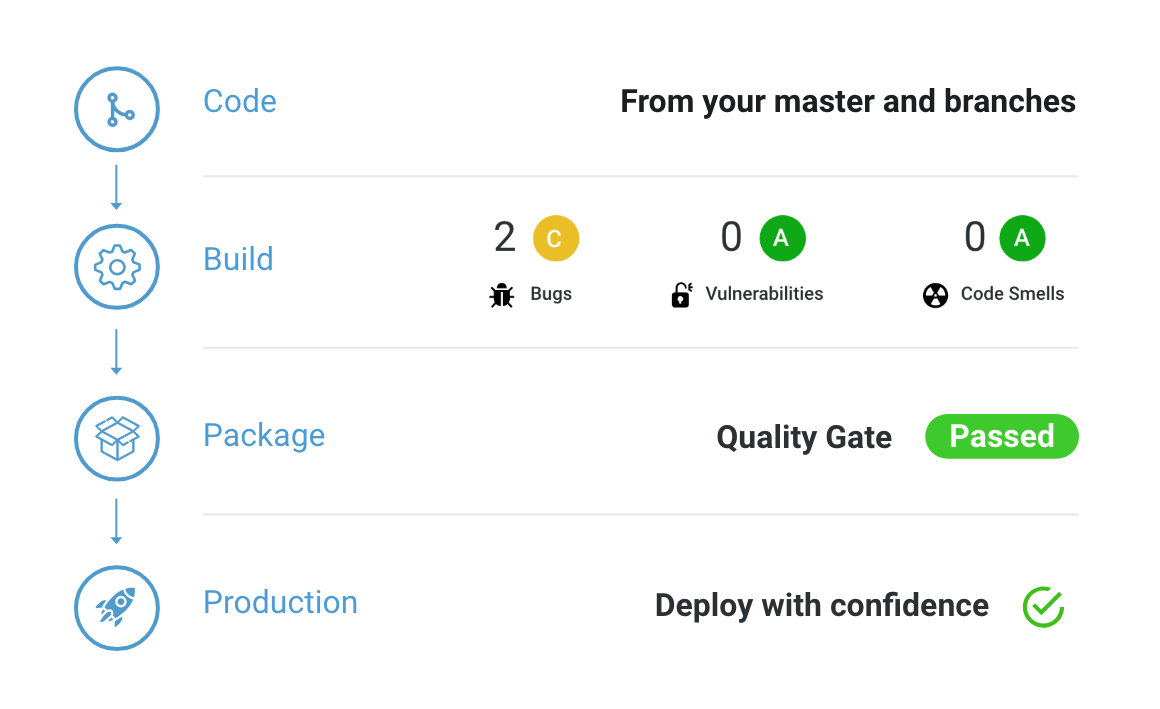 Code
From your master and branches
2 C
0 A
0 A
Build
Bugs
Vulnerabilities
Code Smells
Package
Quality Gate
Passed
Production
Deploy with confidence